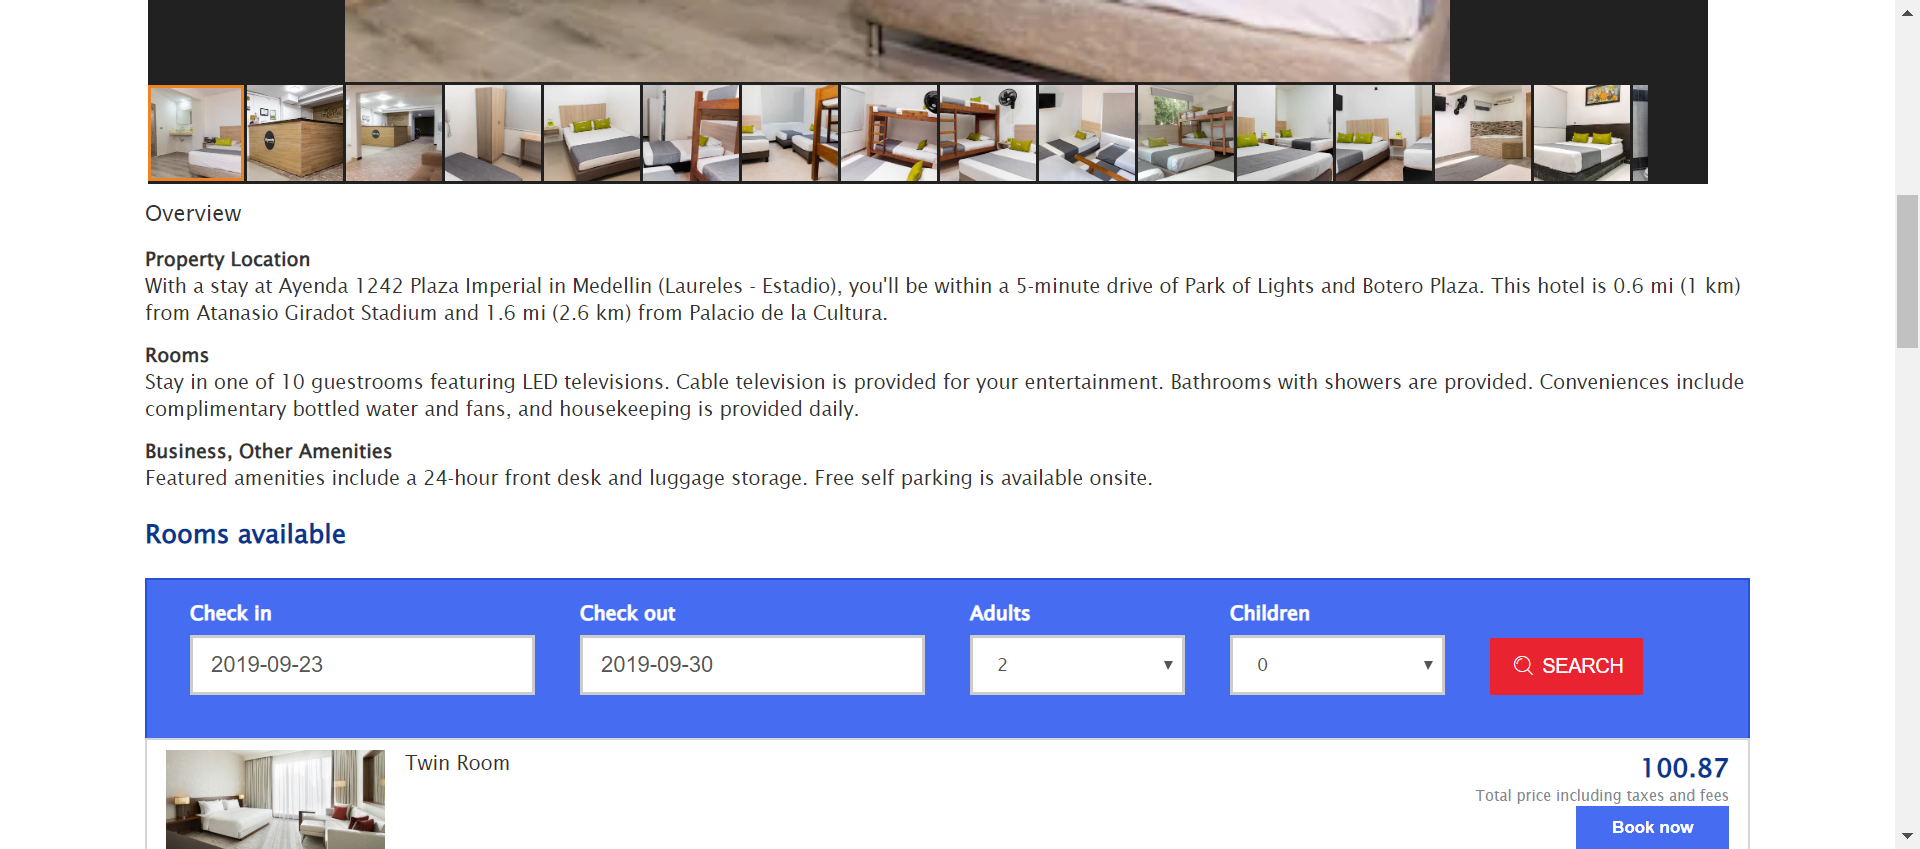 Overview
Property Location
With a stay at Ayenda 1242 Plaza Imperial in Medellin (Laureles - Estadio), you'll be within a 5-minute drive of Park of Lights and Botero Plaza. This hotel is 0.6 mi (1 km)
from Atanasio Giradot Stadium and 1.6 mi (2.6 km) from Palacio de la Cultura.
Rooms
Stay in one of 10 guestrooms featuring LED televisions. Cable television is provided for your entertainment. Bathrooms with showers are provided. Conveniences include
complimentary bottled water and fans, and housekeeping is provided daily.
Business, Other Amenities
Featured amenities include a 24-hour front desk and luggage storage. Free self parking is available onsite.
Rooms available
Check in Check out Adults Children
2019-09-23 2019-09-30 2 0 SEARCH
Twin Room 100.87
Total price including taxes and fees
Book now